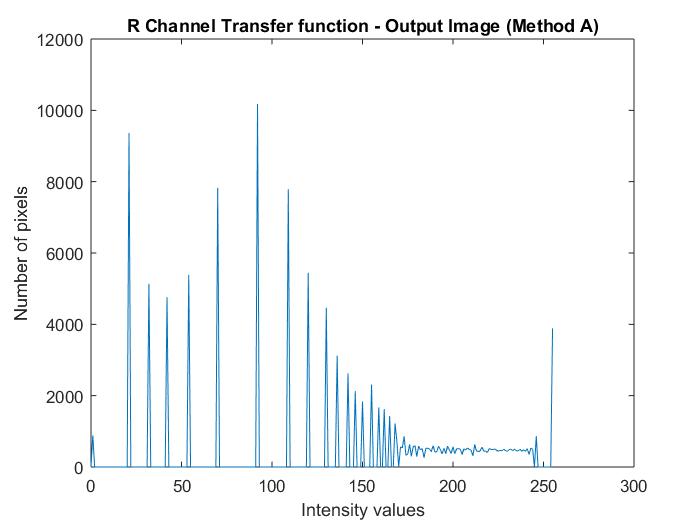 R Channel Transfer function - Output Image (Method A)
12000
10000
8000
6000
4000
2000
0
Number of pixels
0 50 100 150 200 250 300
Intensity values